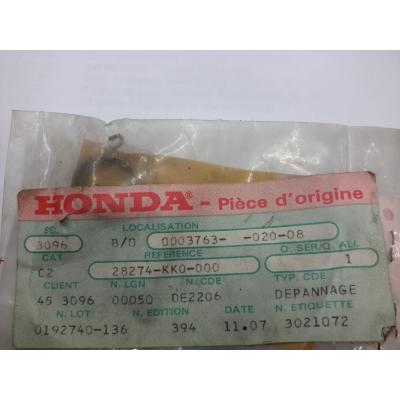 HONDA® - Pièce d'origine
SEL. LOCALISATION
3096 B/O 0003763- -020-08
CAT REFERENCE Q. SER/Q. ALL
C2 28274-KK0-000 1
CLIENT N. LGN N. CDE TYP. CDE
45 3096 00050 DE2206 DEPANNAGE
N. LOT N. EDITION N. ETIQUETTE
0192740-136 394 11.07 3021072